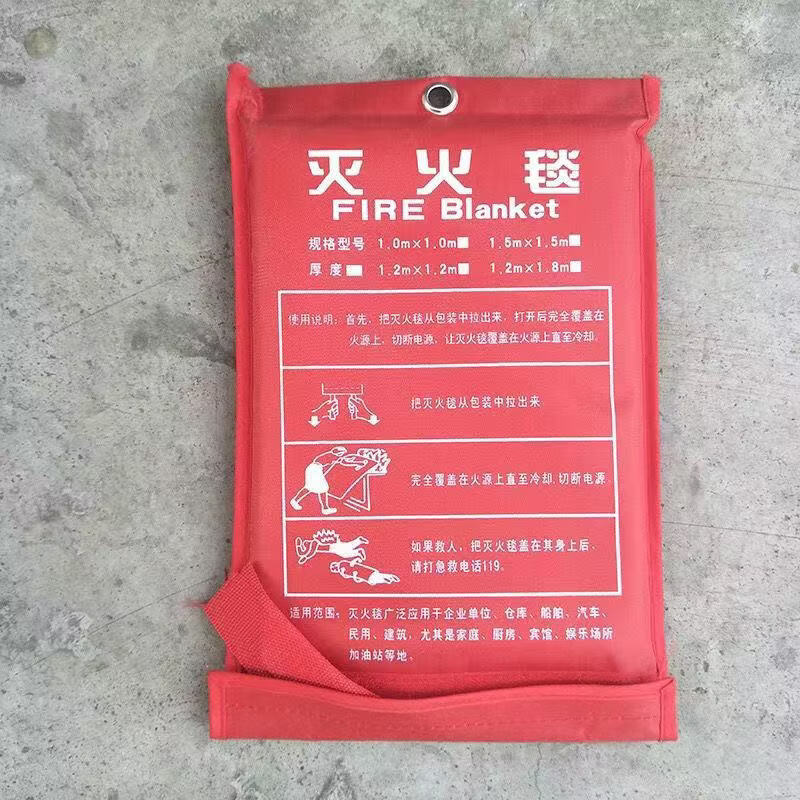 灭火毯
FIRE Blanket
规格型号 1.0m×1.0m 1.5m×1.5m
厚度 1.2m×1.2m 1.2m×1.8m
使用说明：首先，把灭火毯从包装中拉出来，打开后完全覆盖在
火源上，切断电源，让灭火毯覆盖在火源上直至冷却。
把灭火毯从包装中拉出来
完全覆盖在火源上直至冷却,切断电源
如果救人，把灭火毯盖在其身上后，
请打急救电话119。
适用范围：灭火毯广泛应用于企业单位、仓库、船舶、汽车、
民用、建筑，尤其是家庭、厨房、宾馆、娱乐场所
加油站等地。